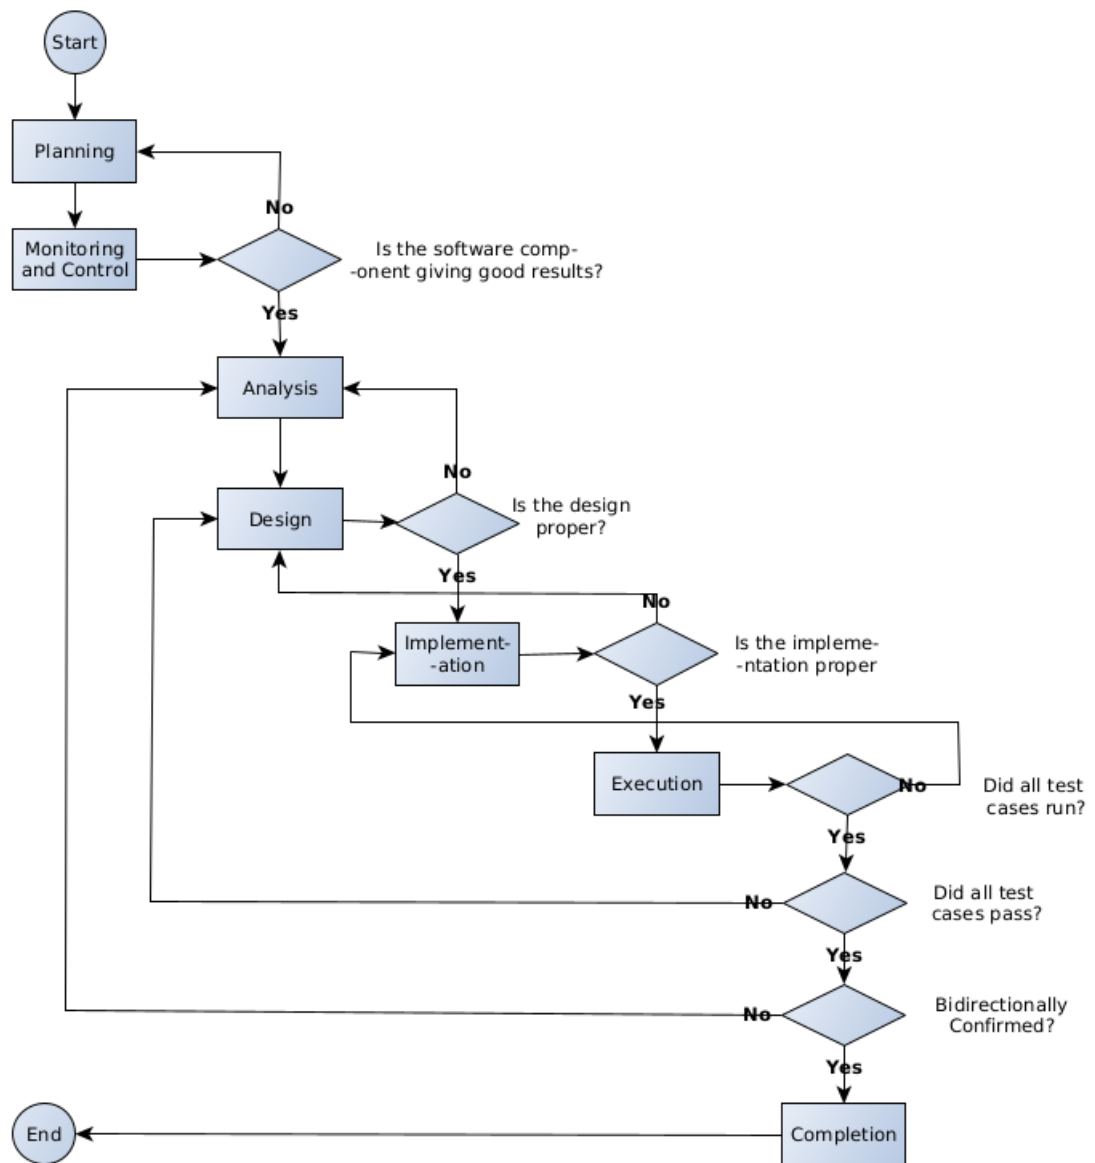 Start
Planning
No
Monitoring
and Control
Is the software comp-
-onent giving good results?
Yes
Analysis
No
Design
Is the design
proper?
Yes
No
Implement-
-ation
Is the impleme-
-ntation proper
Yes
Execution
No
Did all test
cases run?
Yes
No
Did all test
cases pass?
Yes
No
Bidirectionally
Confirmed?
Yes
End
Completion